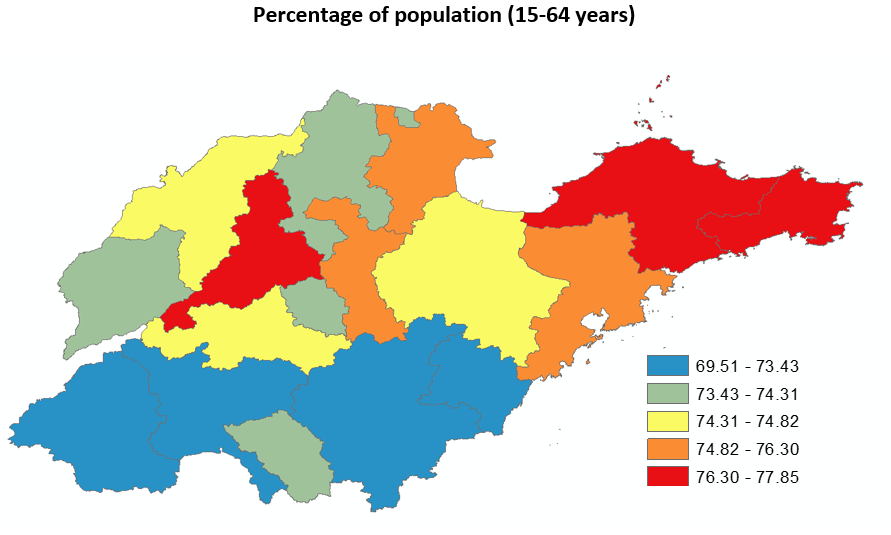 Percentage of population (15-64 years)
69.51 - 73.43
73.43 - 74.31
74.31 - 74.82
74.82 - 76.30
76.30 - 77.85